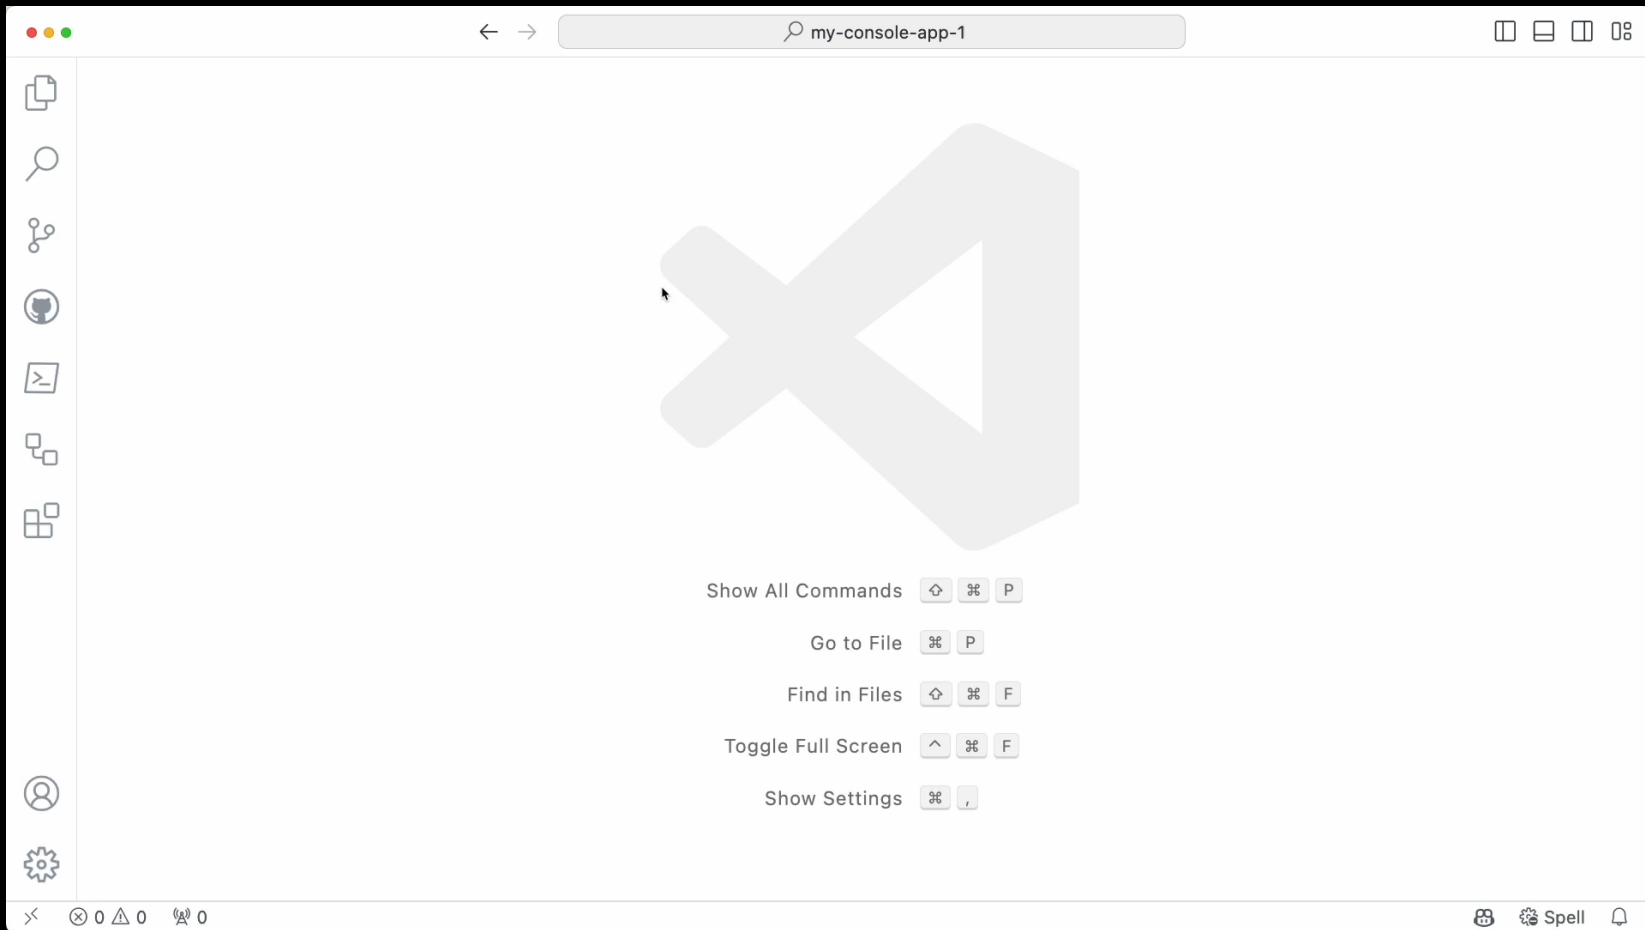 my-console-app-1
Show All Commands ⇧ ⌘ P
Go to File ⌘ P
Find in Files ⇧ ⌘ F
Toggle Full Screen ^ ⌘ F
Show Settings ⌘ ,
0 0 0 Spell